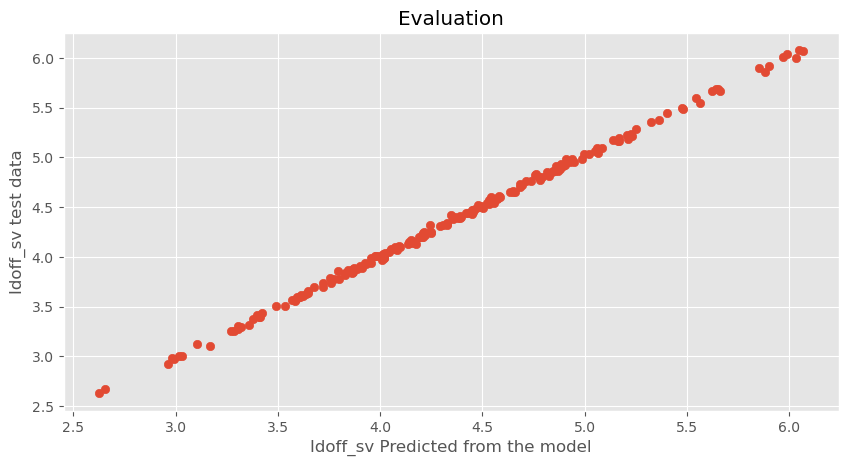 Evaluation
6.0
5.5
5.0
4.5
4.0
3.5
3.0
2.5
Idoff_sv test data
2.5 3.0 3.5 4.0 4.5 5.0 5.5 6.0
Idoff_sv Predicted from the model